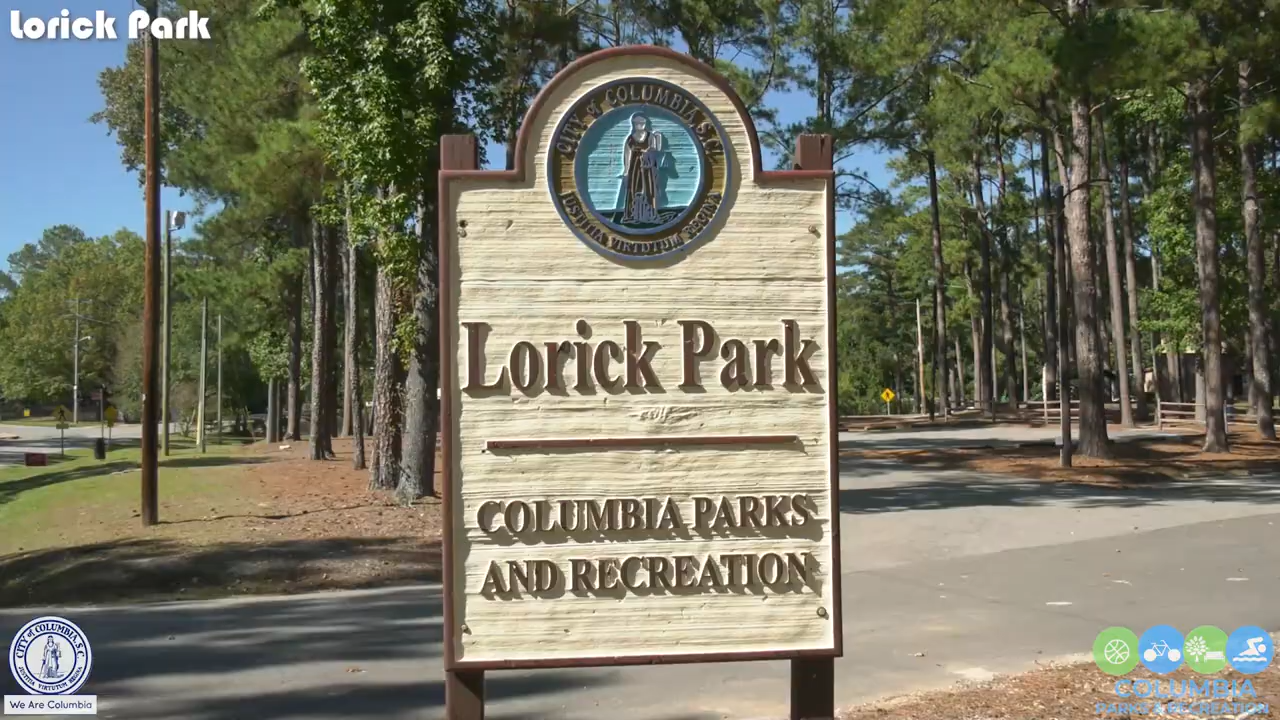 Lorick Park
CITY of COLUMBIA, S.C.
JUSTITIA VIRTUTUM REGINA
Lorick Park
COLUMBIA PARKS
AND RECREATION
CITY of COLUMBIA, S.C.
JUSTITIA VIRTUTUM REGINA
We Are Columbia
COLUMBIA
PARKS & RECREATION